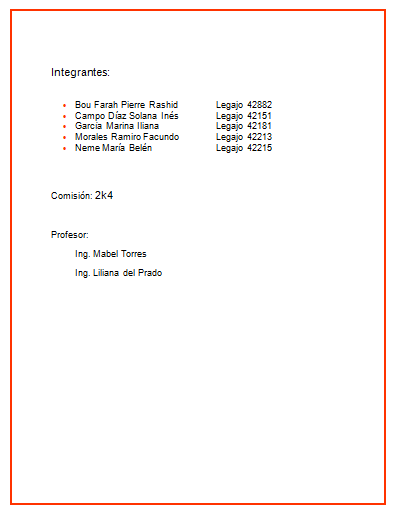 Integrantes:
• Bou Farah Pierre Rashid Legajo 42882
• Campo Díaz Solana Inés Legajo 42151
• García Marina Iliana Legajo 42181
• Morales Ramiro Facundo Legajo 42213
• Neme María Belén Legajo 42215
Comisión: 2k4
Profesor:
Ing. Mabel Torres
Ing. Liliana del Prado